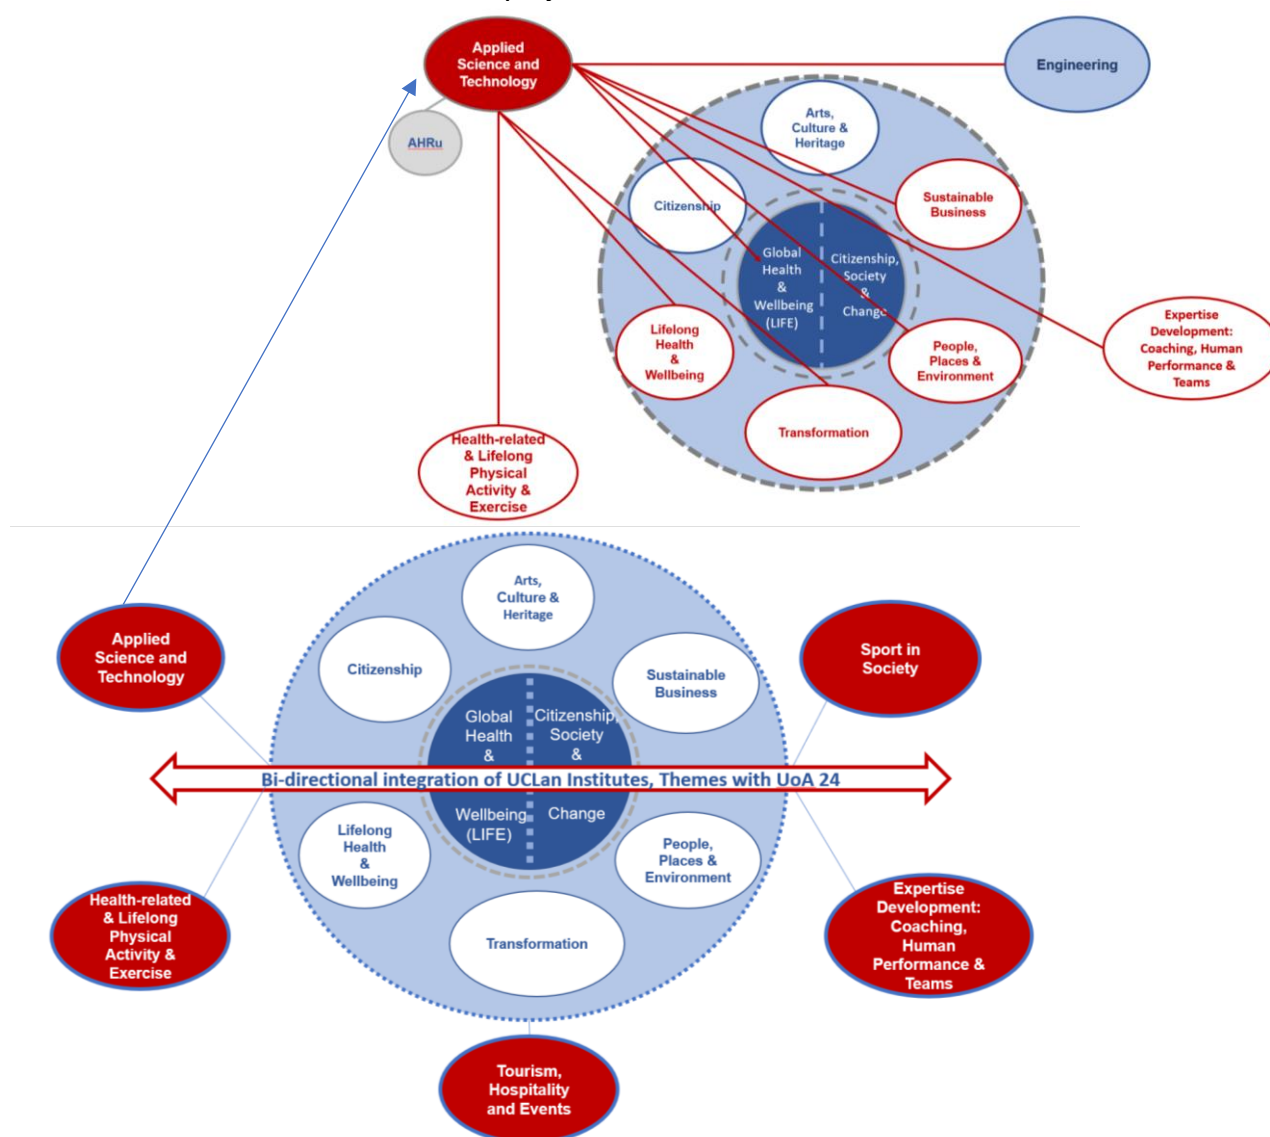 Applied
Science and
Technology
Engineering
AHRu
Arts,
Culture &
Heritage
Citizenship
Sustainable
Business
Global
Health
&
Wellbeing
(LIFE)
Citizenship,
Society
&
Change
Lifelong
Health
&
Wellbeing
People,
Places &
Environment
Expertise
Development:
Coaching, Human
Performance &
Teams
Transformation
Health-related
& Lifelong
Physical
Activity &
Exercise
Arts,
Culture &
Heritage
Applied
Science and
Technology
Citizenship
Sustainable
Business
Sport in
Society
Global
Health
&
Wellbeing
(LIFE)
Citizenship,
Society
&
Change
Bi-directional integration of UCLan Institutes, Themes with UoA 24
Lifelong
Health
&
Wellbeing
People,
Places &
Environment
Health-related
& Lifelong
Physical
Activity &
Exercise
Transformation
Expertise
Development:
Coaching,
Human
Performance &
Teams
Tourism,
Hospitality
and Events